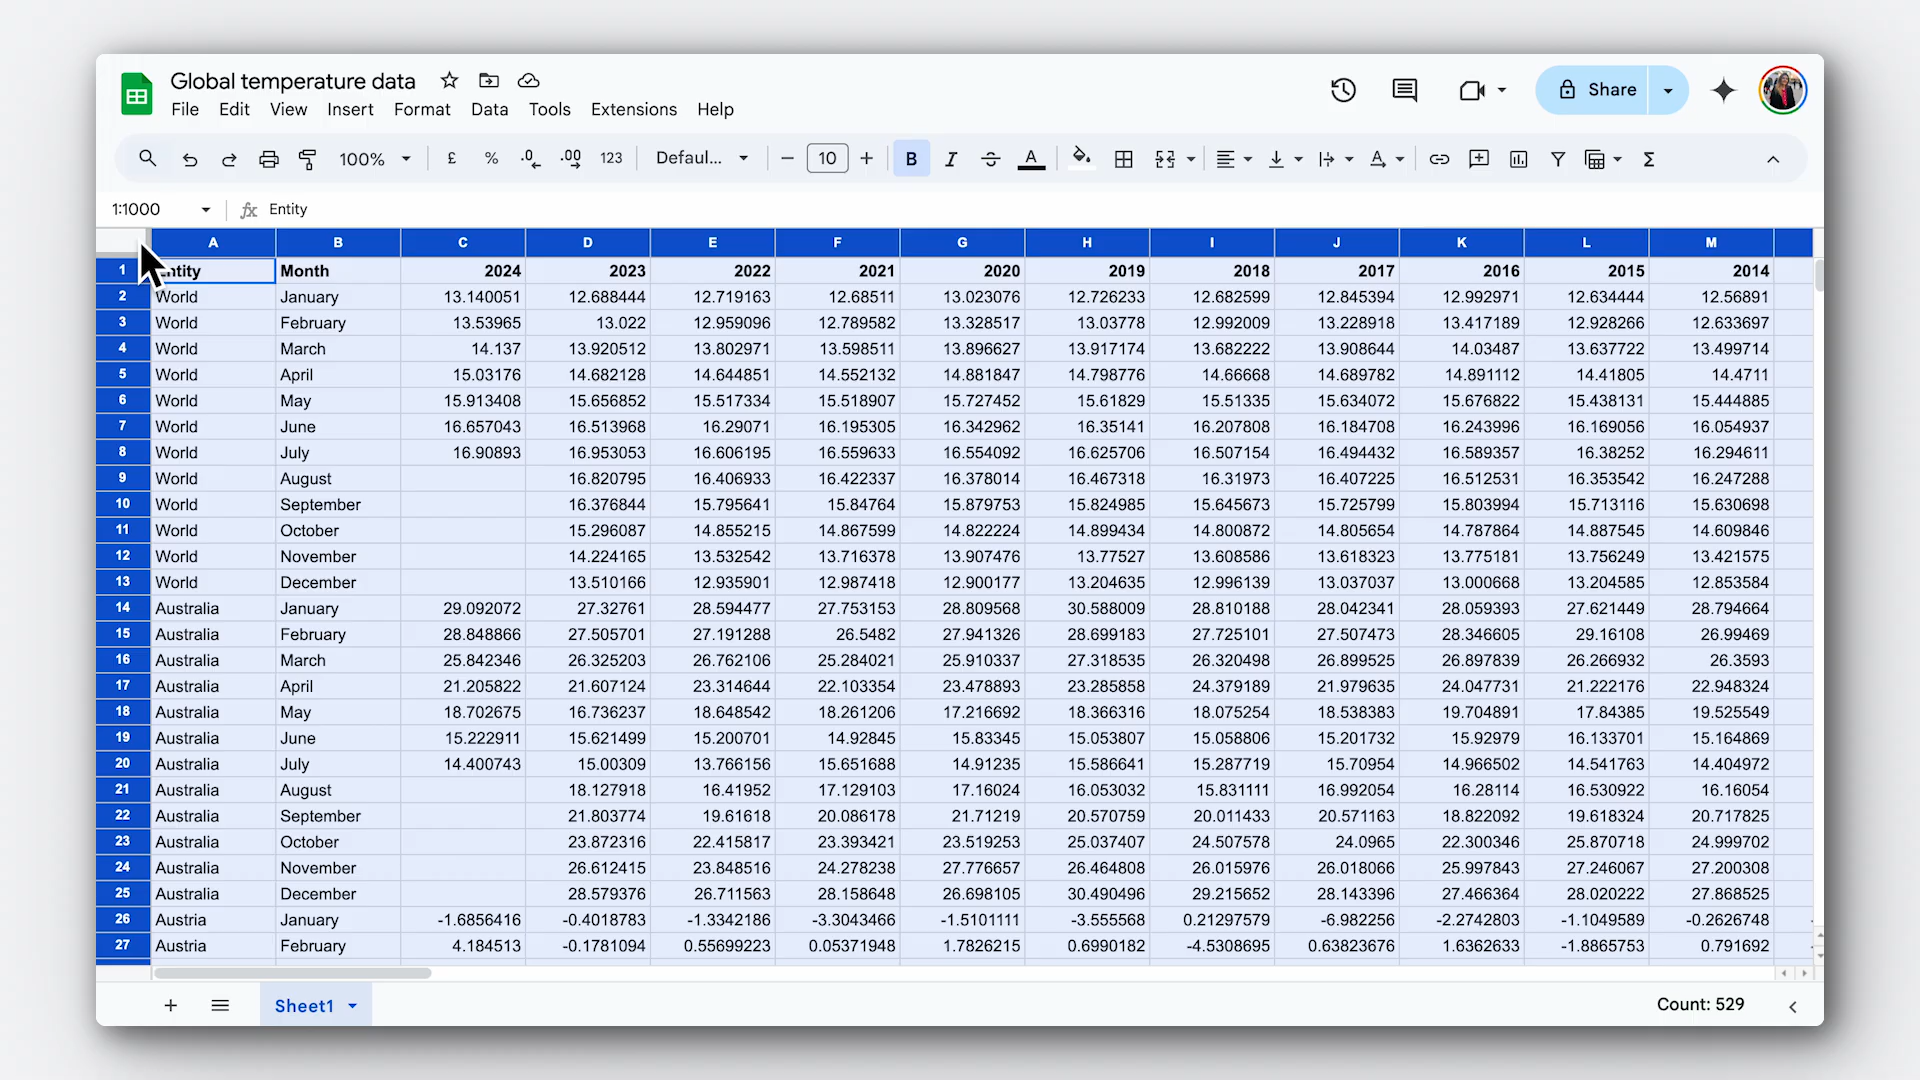 Global temperature data
File Edit View Insert Format Data Tools Extensions Help
Share
100% £ % .0 .00 123 Defaul... 10 B I A
1:1000 fx Entity
A B C D E F G H I J K L M
1 ntity Month 2024 2023 2022 2021 2020 2019 2018 2017 2016 2015 2014
2 World January 13.140051 12.688444 12.719163 12.68511 13.023076 12.726233 12.682599 12.845394 12.992971 12.634444 12.56891
3 World February 13.53965 13.022 12.959096 12.789582 13.328517 13.03778 12.992009 13.228918 13.417189 12.928266 12.633697
4 World March 14.137 13.920512 13.802971 13.598511 13.896627 13.917174 13.682222 13.908644 14.03487 13.637722 13.499714
5 World April 15.03176 14.682128 14.644851 14.552132 14.881847 14.798776 14.66668 14.689782 14.891112 14.41805 14.4711
6 World May 15.913408 15.656852 15.517334 15.518907 15.727452 15.61829 15.51335 15.634072 15.676822 15.438131 15.444885
7 World June 16.657043 16.513968 16.29071 16.195305 16.342962 16.35141 16.207808 16.184708 16.243996 16.169056 16.054937
8 World July 16.90893 16.953053 16.606195 16.559633 16.554092 16.625706 16.507154 16.494432 16.589357 16.38252 16.294611
9 World August 16.820795 16.406933 16.422337 16.378014 16.467318 16.31973 16.407225 16.512531 16.353542 16.247288
10 World September 16.376844 15.795641 15.84764 15.879753 15.824985 15.645673 15.725799 15.803994 15.713116 15.630698
11 World October 15.296087 14.855215 14.867599 14.822224 14.899434 14.800872 14.805654 14.787864 14.887545 14.609846
12 World November 14.224165 13.532542 13.716378 13.907476 13.77527 13.608586 13.618323 13.775181 13.756249 13.421575
13 World December 13.510166 12.935901 12.987418 12.900177 13.204635 12.996139 13.037037 13.000668 13.204585 12.853584
14 Australia January 29.092072 27.32761 28.594477 27.753153 28.809568 30.588009 28.810188 28.042341 28.059393 27.621449 28.794664
15 Australia February 28.848866 27.505701 27.191288 26.5482 27.941326 28.699183 27.725101 27.507473 28.346605 29.16108 26.99469
16 Australia March 25.842346 26.325203 26.762106 25.284021 25.910337 27.318535 26.320498 26.899525 26.897839 26.266932 26.3593
17 Australia April 21.205822 21.607124 23.314644 22.103354 23.478893 23.285858 24.379189 21.979635 24.047731 21.222176 22.948324
18 Australia May 18.702675 16.736237 18.648542 18.261206 17.216692 18.366316 18.075254 18.538383 19.704891 17.84385 19.525549
19 Australia June 15.222911 15.621499 15.200701 14.92845 15.83345 15.053807 15.058806 15.201732 15.92979 16.133701 15.164869
20 Australia July 14.400743 15.00309 13.766156 15.651688 14.91235 15.586641 15.287719 15.70954 14.966502 14.541763 14.404972
21 Australia August 18.127918 16.41952 17.129103 17.16024 16.053032 15.831111 16.992054 16.28114 16.530922 16.16054
22 Australia September 21.803774 19.61618 20.086178 21.71219 20.570759 20.011433 20.571163 18.822092 19.618324 20.717825
23 Australia October 23.872316 22.415817 23.393421 23.519253 25.037407 24.507578 24.0965 22.300346 25.870718 24.999702
24 Australia November 26.612415 23.848516 24.278238 27.776657 26.464808 26.015976 26.018066 25.997843 27.246067 27.200308
25 Australia December 28.579376 26.711563 28.158648 26.698105 30.490496 29.215652 28.143396 27.466364 28.020222 27.868525
26 Austria January -1.6856416 -0.4018783 -1.3342186 -3.3043466 -1.5101111 -3.555568 0.21297579 -6.982256 -2.2742803 -1.1049589 -0.2626748
27 Austria February 4.184513 -0.1781094 0.55699223 0.05371948 1.7826215 0.6990182 -4.5308695 0.63823676 1.6362633 -1.8865753 0.791692
Sheet1 Count: 529